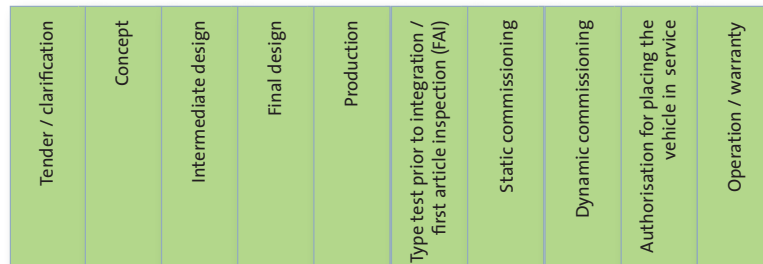 Tender / clarification
Concept
Intermediate design
Final design
Production
Type test prior to integration /
first article inspection (FAI)
Static commissioning
Dynamic commissioning
Authorisation for placing the
vehicle in service
Operation / warranty